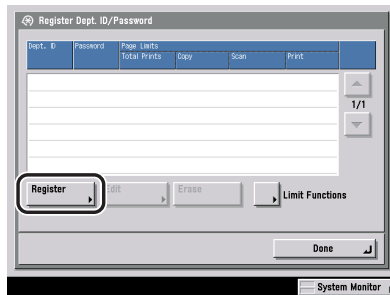 Register Dept. ID/Password
Dept. ID Password Page Limits
Total Prints Copy Scan Print
1/1
Register Edit Erase Limit Functions
Done
System Monitor